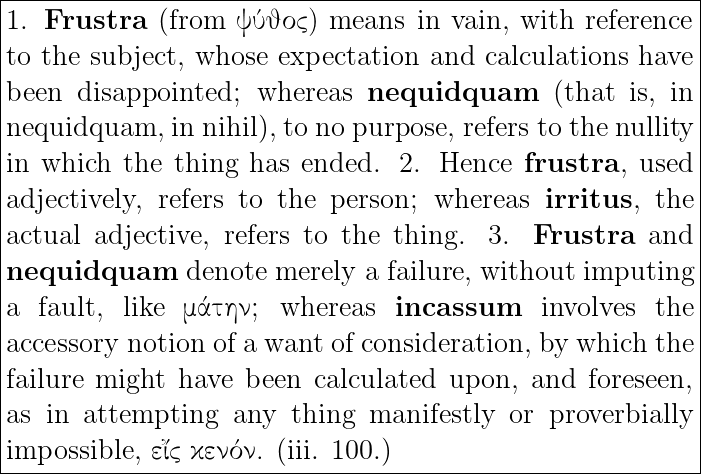 1. Frustra (from ψύθος) means in vain, with reference
to the subject, whose expectation and calculations have
been disappointed; whereas nequidquam (that is, in
nequidquam, in nihil), to no purpose, refers to the nullity
in which the thing has ended. 2. Hence frustra, used
adjectively, refers to the person; whereas irritus, the
actual adjective, refers to the thing. 3. Frustra and
nequidquam denote merely a failure, without imputing
a fault, like μάτην; whereas incassum involves the
accessory notion of a want of consideration, by which the
failure might have been calculated upon, and foreseen,
as in attempting any thing manifestly or proverbially
impossible, εἴς κενόν. (iii. 100.)